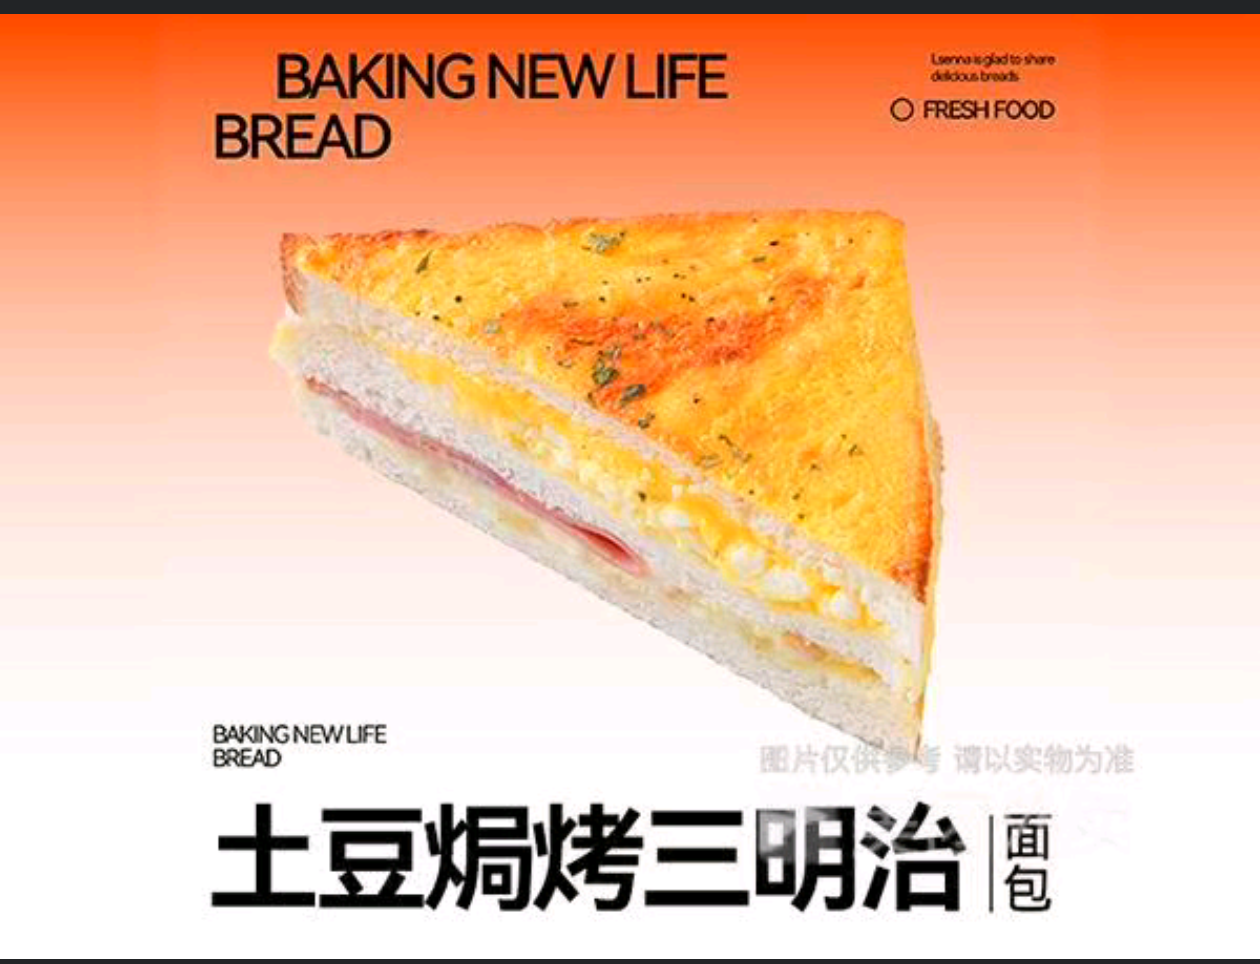 BAKING NEW LIFE
BREAD
Lsenna is glad to share
delicious breads
FRESH FOOD
BAKING NEW LIFE
BREAD
图片仅供参考 请以实物为准
土豆焗烤三明治
面包